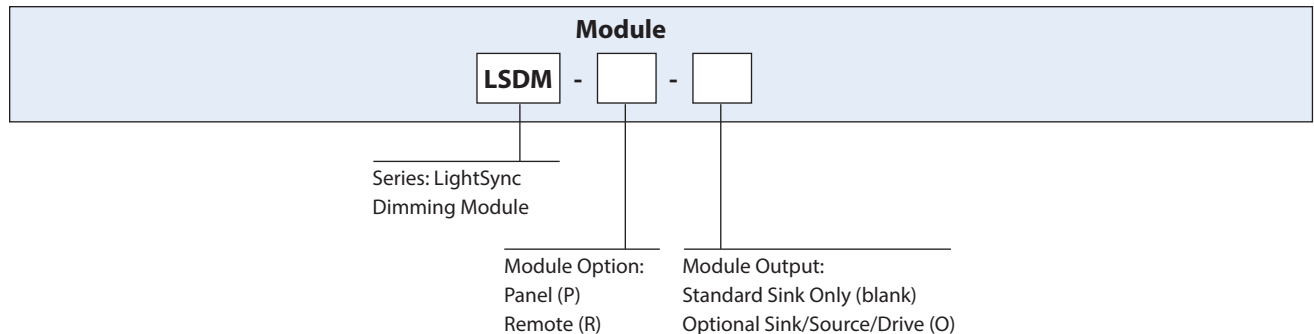 Module
LSDM - -
Series: LightSync
Dimming Module
Module Option:
Panel (P)
Remote (R)
Module Output:
Standard Sink Only (blank)
Optional Sink/Source/Drive (O)